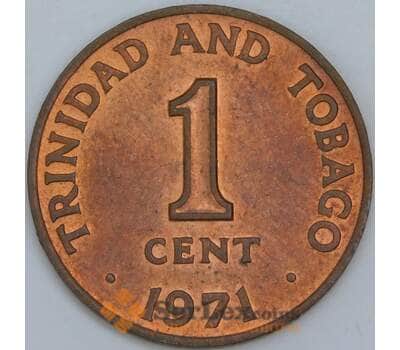 TRINIDAD AND TOBAGO
1
CENT
· 1971 ·